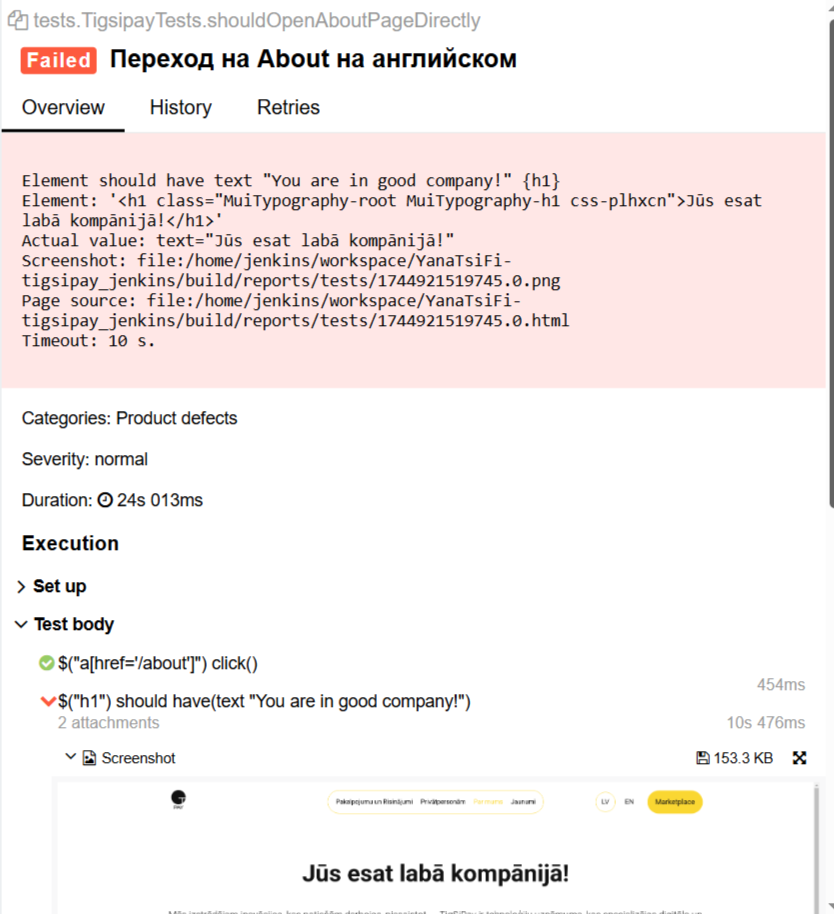 tests.TigsipayTests.shouldOpenAboutPageDirectly
Failed Переход на About на английском
Overview History Retries
Element should have text "You are in good company!" {h1}
Element: '<h1 class="MuiTypography-root MuiTypography-h1 css-plhxcn">Jūs esat
labā kompānijā!</h1>'
Actual value: text="Jūs esat labā kompānijā!"
Screenshot: file:/home/jenkins/workspace/YanaTsiFi-
tigsipay_jenkins/build/reports/tests/1744921519745.0.png
Page source: file:/home/jenkins/workspace/YanaTsiFi-
tigsipay_jenkins/build/reports/tests/1744921519745.0.html
Timeout: 10 s.
Categories: Product defects
Severity: normal
Duration: 24s 013ms
Execution
Set up
Test body
$("a[href='/about']") click()
454ms
$("h1") should have(text "You are in good company!")
2 attachments 10s 476ms
Screenshot 153.3 KB
Pakalpojumu un Risinājumi Privātpersonām Par mums Jaunumi LV EN Marketplace
Jūs esat labā kompānijā!